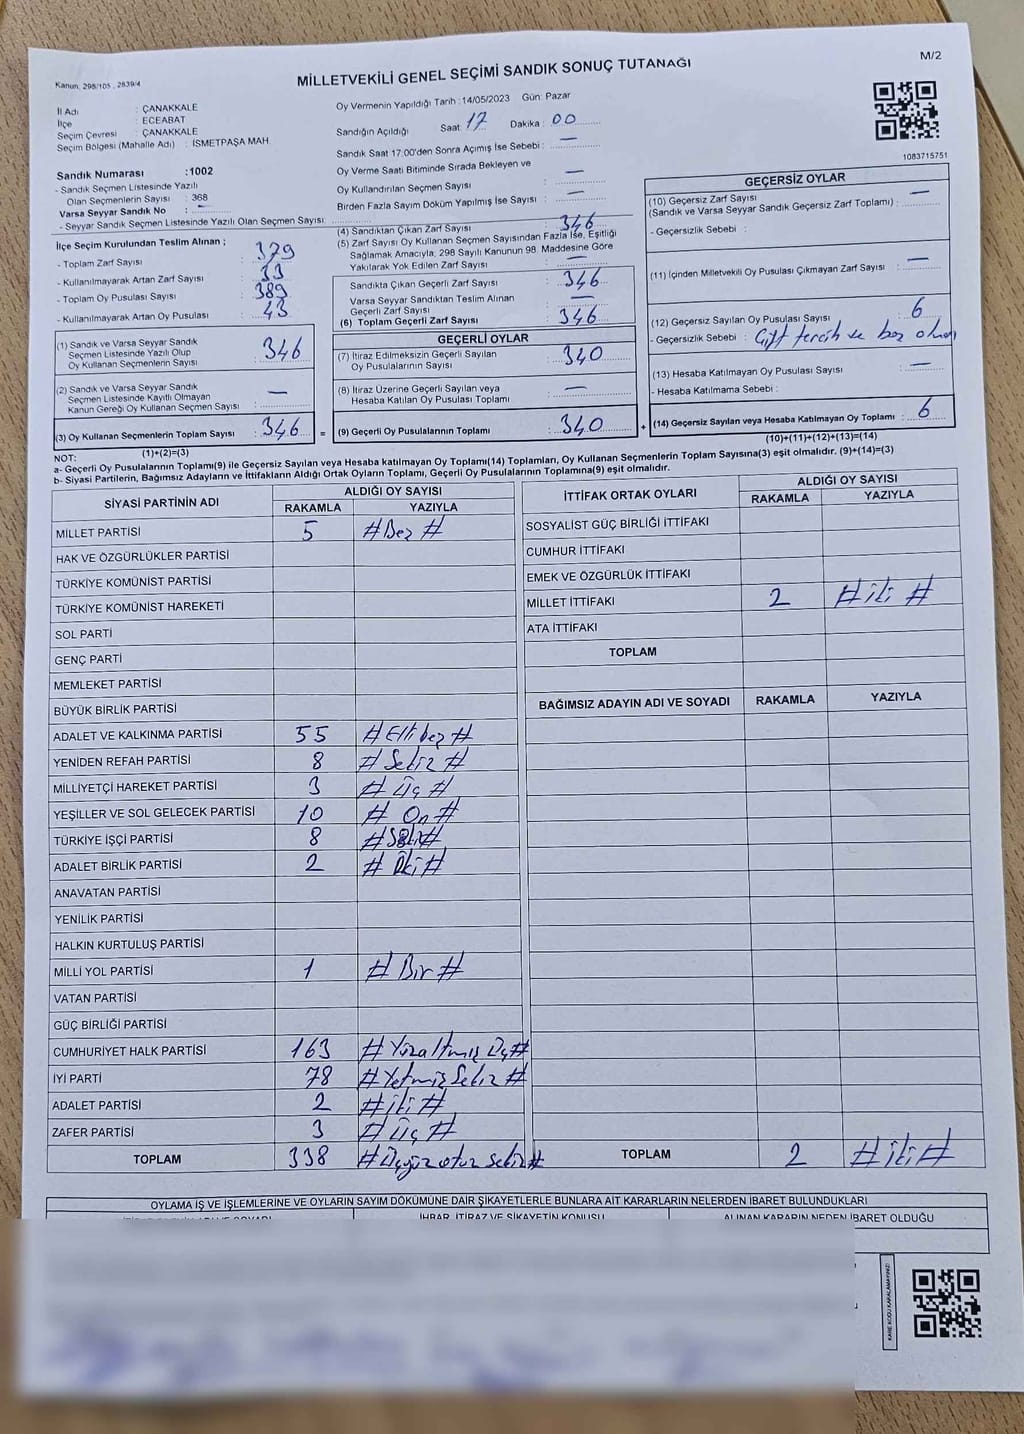 Kanun, 298/105, 2839/4
MİLLETVEKİLİ GENEL SEÇİMİ SANDIK SONUÇ TUTANAĞI
M/2
İl Adı : ÇANAKKALE
İlçe : ECEABAT
Seçim Çevresi : ÇANAKKALE
Seçim Bölgesi (Mahalle Adı) : İSMETPAŞA MAH
Sandık Numarası :1002
- Sandık Seçmen Listesinde Yazılı
Olan Seçmenlerin Sayısı : 368
Varsa Seyyar Sandık No : –
- Seyyar Sandık Seçmen Listesinde Yazılı Olan Seçmen Sayısı:
Oy Vermenin Yapıldığı Tarih :14/05/2023 Gün: Pazar
Sandığın Açıldığı Saat: 17 Dakika : 00
Sandık Saat 17:00'den Sonra Açımış İse Sebebi : —
Oy Verme Saati Bitiminde Sırada Bekleyen ve
Oy Kullandırılan Seçmen Sayısı : —
Birden Fazla Sayım Döküm Yapılmış İse Sayısı : —
1083715751
İlçe Seçim Kurulundan Teslim Alınan ;
- Toplam Zarf Sayısı : 379
- Kullanılmayarak Artan Zarf Sayısı : 33
- Toplam Oy Pusulası Sayısı : 389
- Kullanılmayarak Artan Oy Pusulası : 43
(4) Sandıktan Çıkan Zarf Sayısı : 346
(5) Zarf Sayısı Oy Kullanan Seçmen Sayısından Fazla İse, Eşitliği
Sağlamak Amacıyla, 298 Sayılı Kanunun 98. Maddesine Göre
Yakılarak Yok Edilen Zarf Sayısı : —
Sandıkta Çıkan Geçerli Zarf Sayısı : 346
Varsa Seyyar Sandıktan Teslim Alınan
Geçerli Zarf Sayısı : —
(6) Toplam Geçerli Zarf Sayısı : 346
GEÇERSİZ OYLAR
(10) Geçersiz Zarf Sayısı : —
(Sandık ve Varsa Seyyar Sandık Geçersiz Zarf Toplamı) :
- Geçersizlik Sebebi :
(11) İçinden Milletvekili Oy Pusulası Çıkmayan Zarf Sayısı : —
(12) Geçersiz Sayılan Oy Pusulası Sayısı : 6
- Geçersizlik Sebebi : Çift tercih ve boş olması
(13) Hesaba Katılmayan Oy Pusulası Sayısı : —
- Hesaba Katılmama Sebebi :
(14) Geçersiz Sayılan veya Hesaba Katılmayan Oy Toplamı : 6
(10)+(11)+(12)+(13)=(14)
(1) Sandık ve Varsa Seyyar Sandık
Seçmen Listesinde Yazılı Olup
Oy Kullanan Seçmenlerin Sayısı : 346
(2) Sandık ve Varsa Seyyar Sandık
Seçmen Listesinde Kayıtlı Olmayan
Kanun Gereği Oy Kullanan Seçmen Sayısı : —
(3) Oy Kullanan Seçmenlerin Toplam Sayısı : 346 =
GEÇERLİ OYLAR
(7) İtiraz Edilmeksizin Geçerli Sayılan
Oy Pusulalarının Sayısı : 340
(8) İtiraz Üzerine Geçerli Sayılan veya
Hesaba Katılan Oy Pusulası Toplamı : —
(9) Geçerli Oy Pusulalarının Toplamı : 340 +
NOT: (1)+(2)=(3)
a- Geçerli Oy Pusulalarının Toplamı(9) ile Geçersiz Sayılan veya Hesaba katılmayan Oy Toplamı(14) Toplamları, Oy Kullanan Seçmenlerin Toplam Sayısına(3) eşit olmalıdır. (9)+(14)=(3)
b- Siyasi Partilerin, Bağımsız Adayların ve İttifakların Aldığı Ortak Oyların Toplamı, Geçerli Oy Pusulalarının Toplamına(9) eşit olmalıdır.
SİYASİ PARTİNİN ADI ALDIĞI OY SAYISI
RAKAMLA YAZIYLA
MİLLET PARTİSİ 5 #Beş#
HAK VE ÖZGÜRLÜKLER PARTİSİ
TÜRKİYE KOMÜNİST PARTİSİ
TÜRKİYE KOMÜNİST HAREKETİ
SOL PARTİ
GENÇ PARTİ
MEMLEKET PARTİSİ
BÜYÜK BİRLİK PARTİSİ
ADALET VE KALKINMA PARTİSİ 55 #Elli beş#
YENİDEN REFAH PARTİSİ 8 #Sekiz#
MİLLİYETÇİ HAREKET PARTİSİ 3 #Üç#
YEŞİLLER VE SOL GELECEK PARTİSİ 10 #On#
TÜRKİYE İŞÇİ PARTİSİ 8 #Sekiz#
ADALET BİRLİK PARTİSİ 2 #İki#
ANAVATAN PARTİSİ
YENİLİK PARTİSİ
HALKIN KURTULUŞ PARTİSİ
MİLLİ YOL PARTİSİ 1 #Bir#
VATAN PARTİSİ
GÜÇ BİRLİĞİ PARTİSİ
CUMHURİYET HALK PARTİSİ 163 #Yüzaltmış Üç#
İYİ PARTİ 78 #Yetmiş Sekiz#
ADALET PARTİSİ 2 #iki#
ZAFER PARTİSİ 3 #Üç#
TOPLAM 338 #Üçyüz otuz sekiz#
İTTİFAK ORTAK OYLARI ALDIĞI OY SAYISI
RAKAMLA YAZIYLA
SOSYALİST GÜÇ BİRLİĞİ İTTİFAKI
CUMHUR İTTİFAKI
EMEK VE ÖZGÜRLÜK İTTİFAKI
MİLLET İTTİFAKI 2 #iki#
ATA İTTİFAKI
TOPLAM
BAĞIMSIZ ADAYIN ADI VE SOYADI RAKAMLA YAZIYLA
TOPLAM 2 #iki#
OYLAMA İŞ VE İŞLEMLERİNE VE OYLARIN SAYIM DÖKÜMÜNE DAİR ŞİKAYETLERLE BUNLARA AİT KARARLARIN NELERDEN İBARET BULUNDUKLARI
İHBAR, İTİRAZ VE ŞİKAYETİN KONUSU ALINAN KARARIN NEDEN İBARET OLDUĞU
KARE KODU KARALAMAYINIZ!